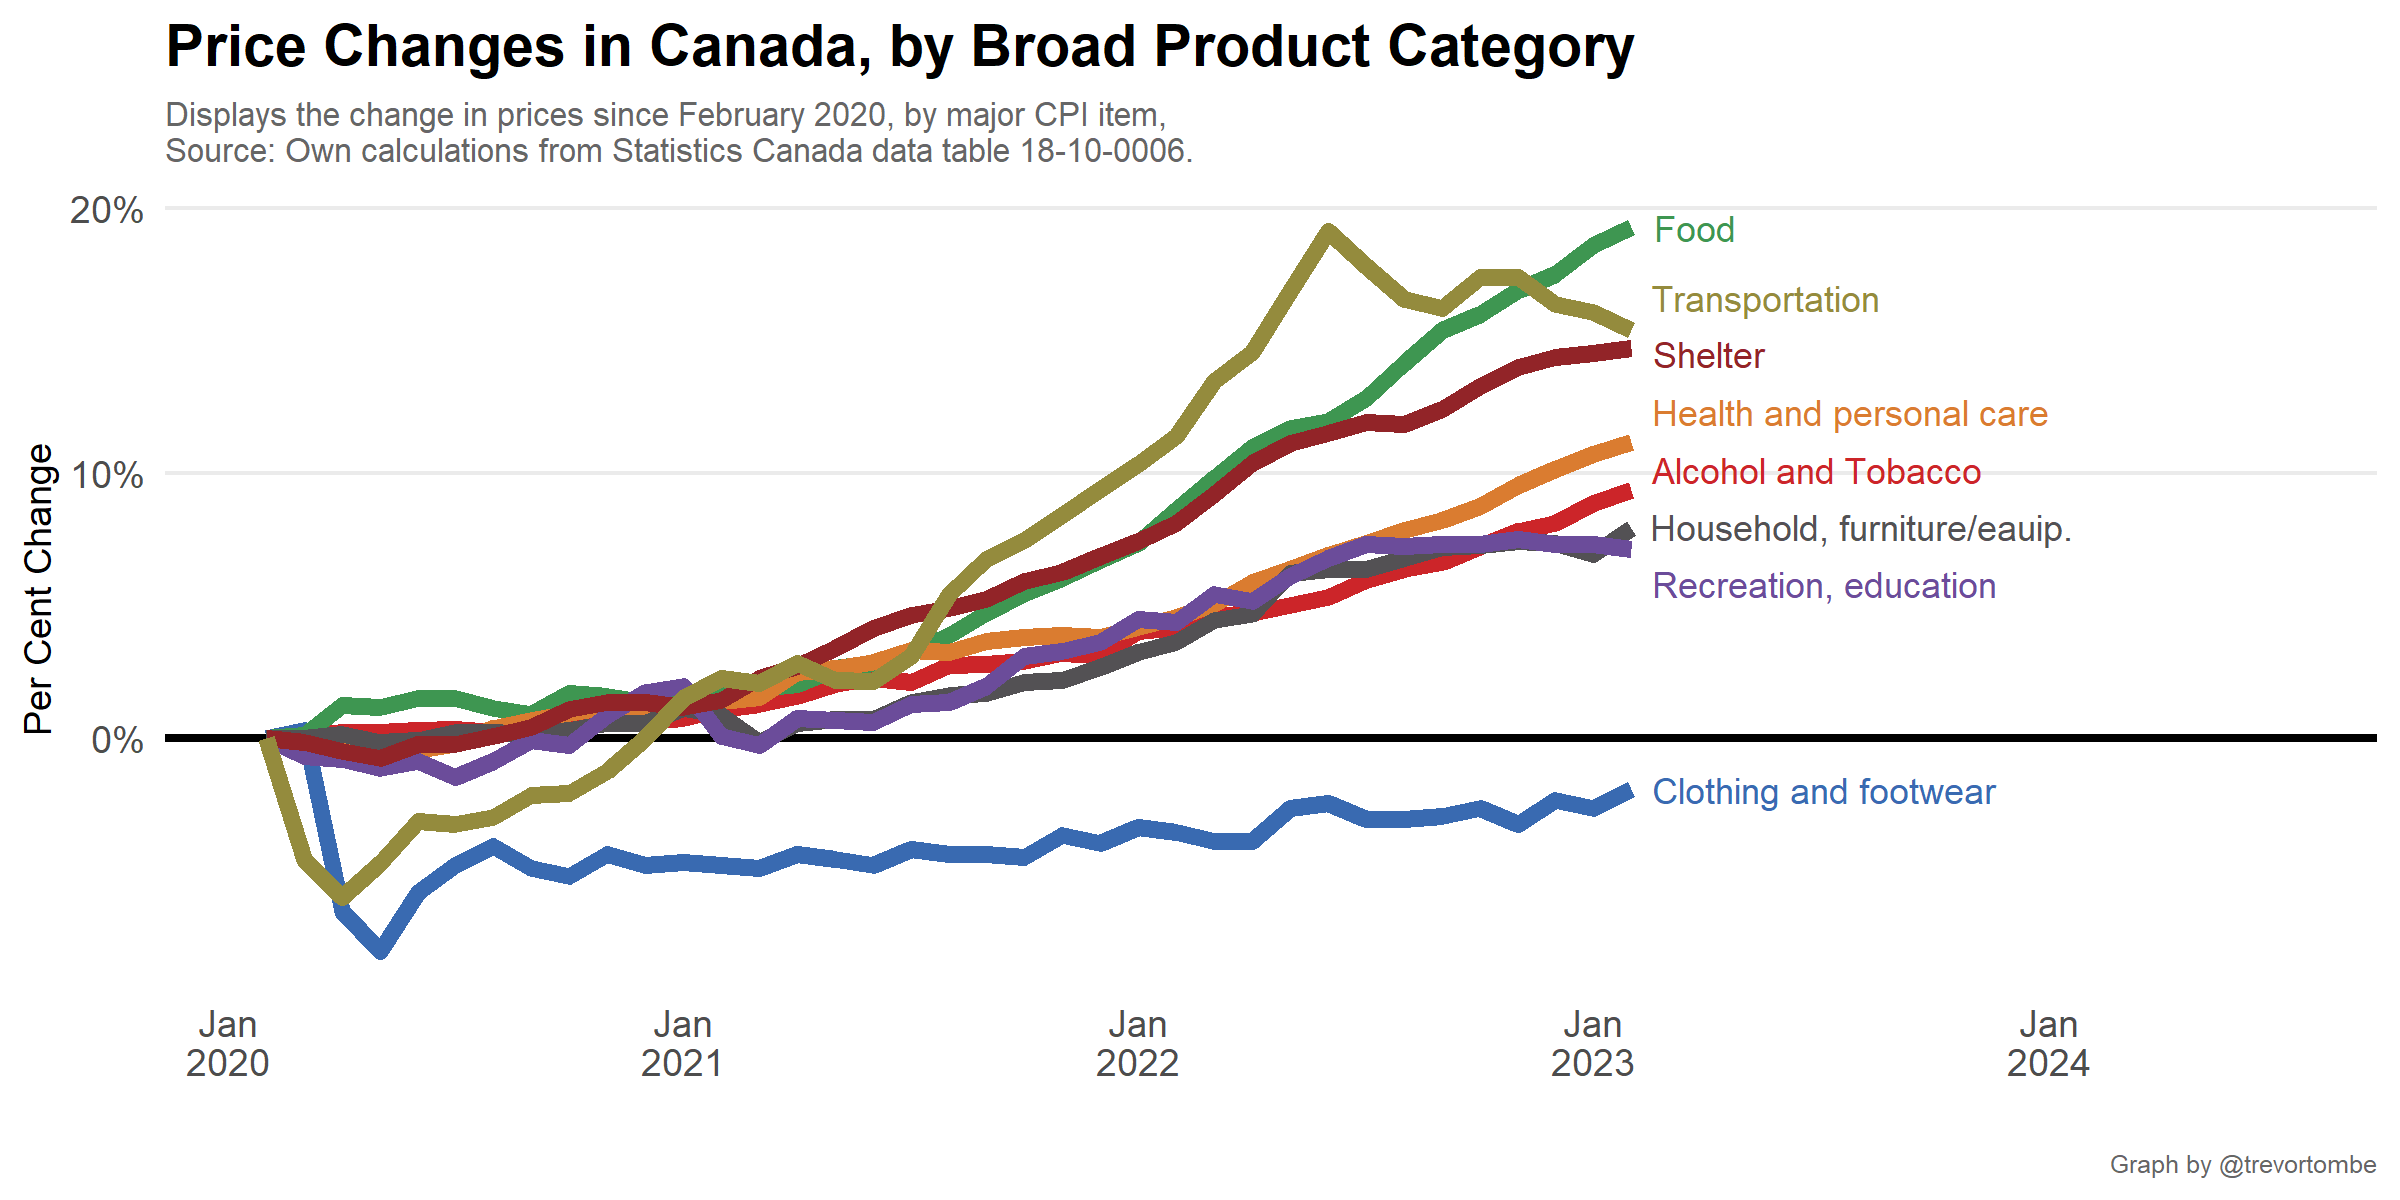 Price Changes in Canada, by Broad Product Category
Displays the change in prices since February 2020, by major CPI item,
Source: Own calculations from Statistics Canada data table 18-10-0006.
Per Cent Change
20%
10%
0%
Food
Transportation
Shelter
Health and personal care
Alcohol and Tobacco
Household, furniture/eauip.
Recreation, education
Clothing and footwear
Jan
2020
Jan
2021
Jan
2022
Jan
2023
Jan
2024
Graph by @trevortombe